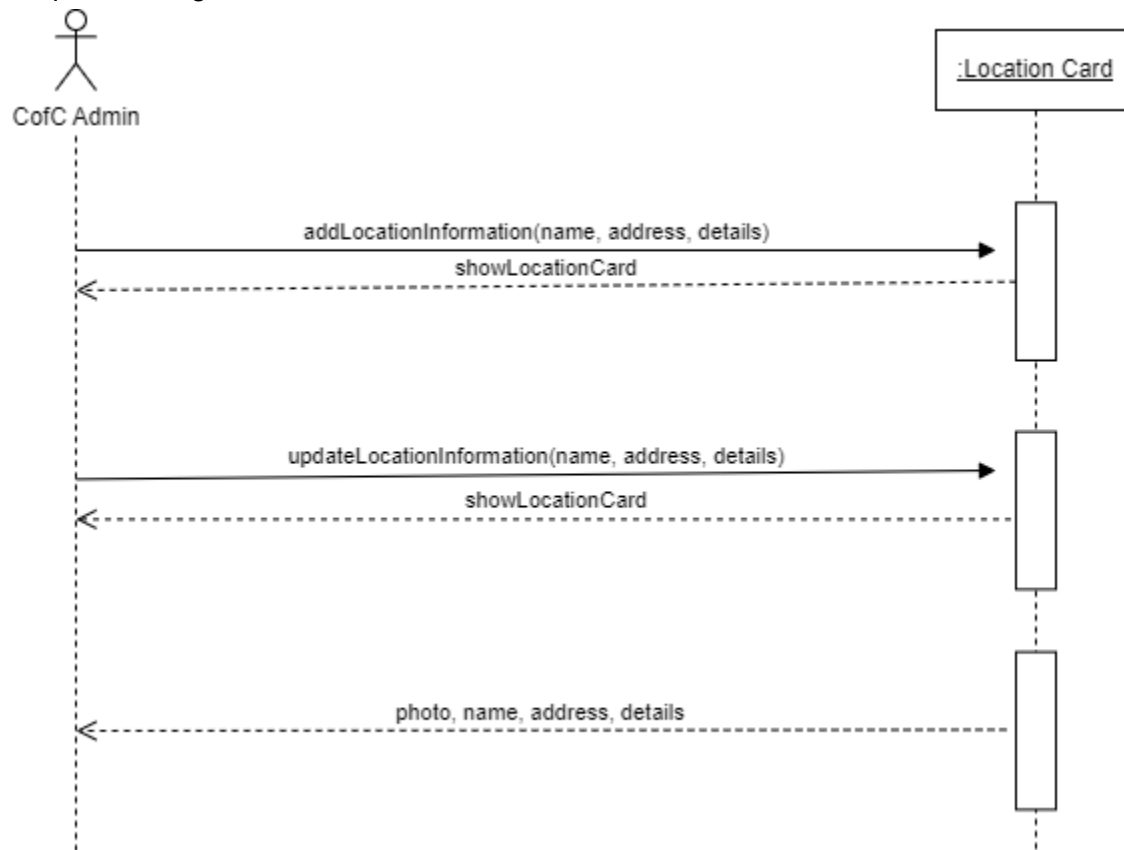 CofC Admin
:Location Card
addLocationInformation(name, address, details)
showLocationCard
updateLocationInformation(name, address, details)
showLocationCard
photo, name, address, details